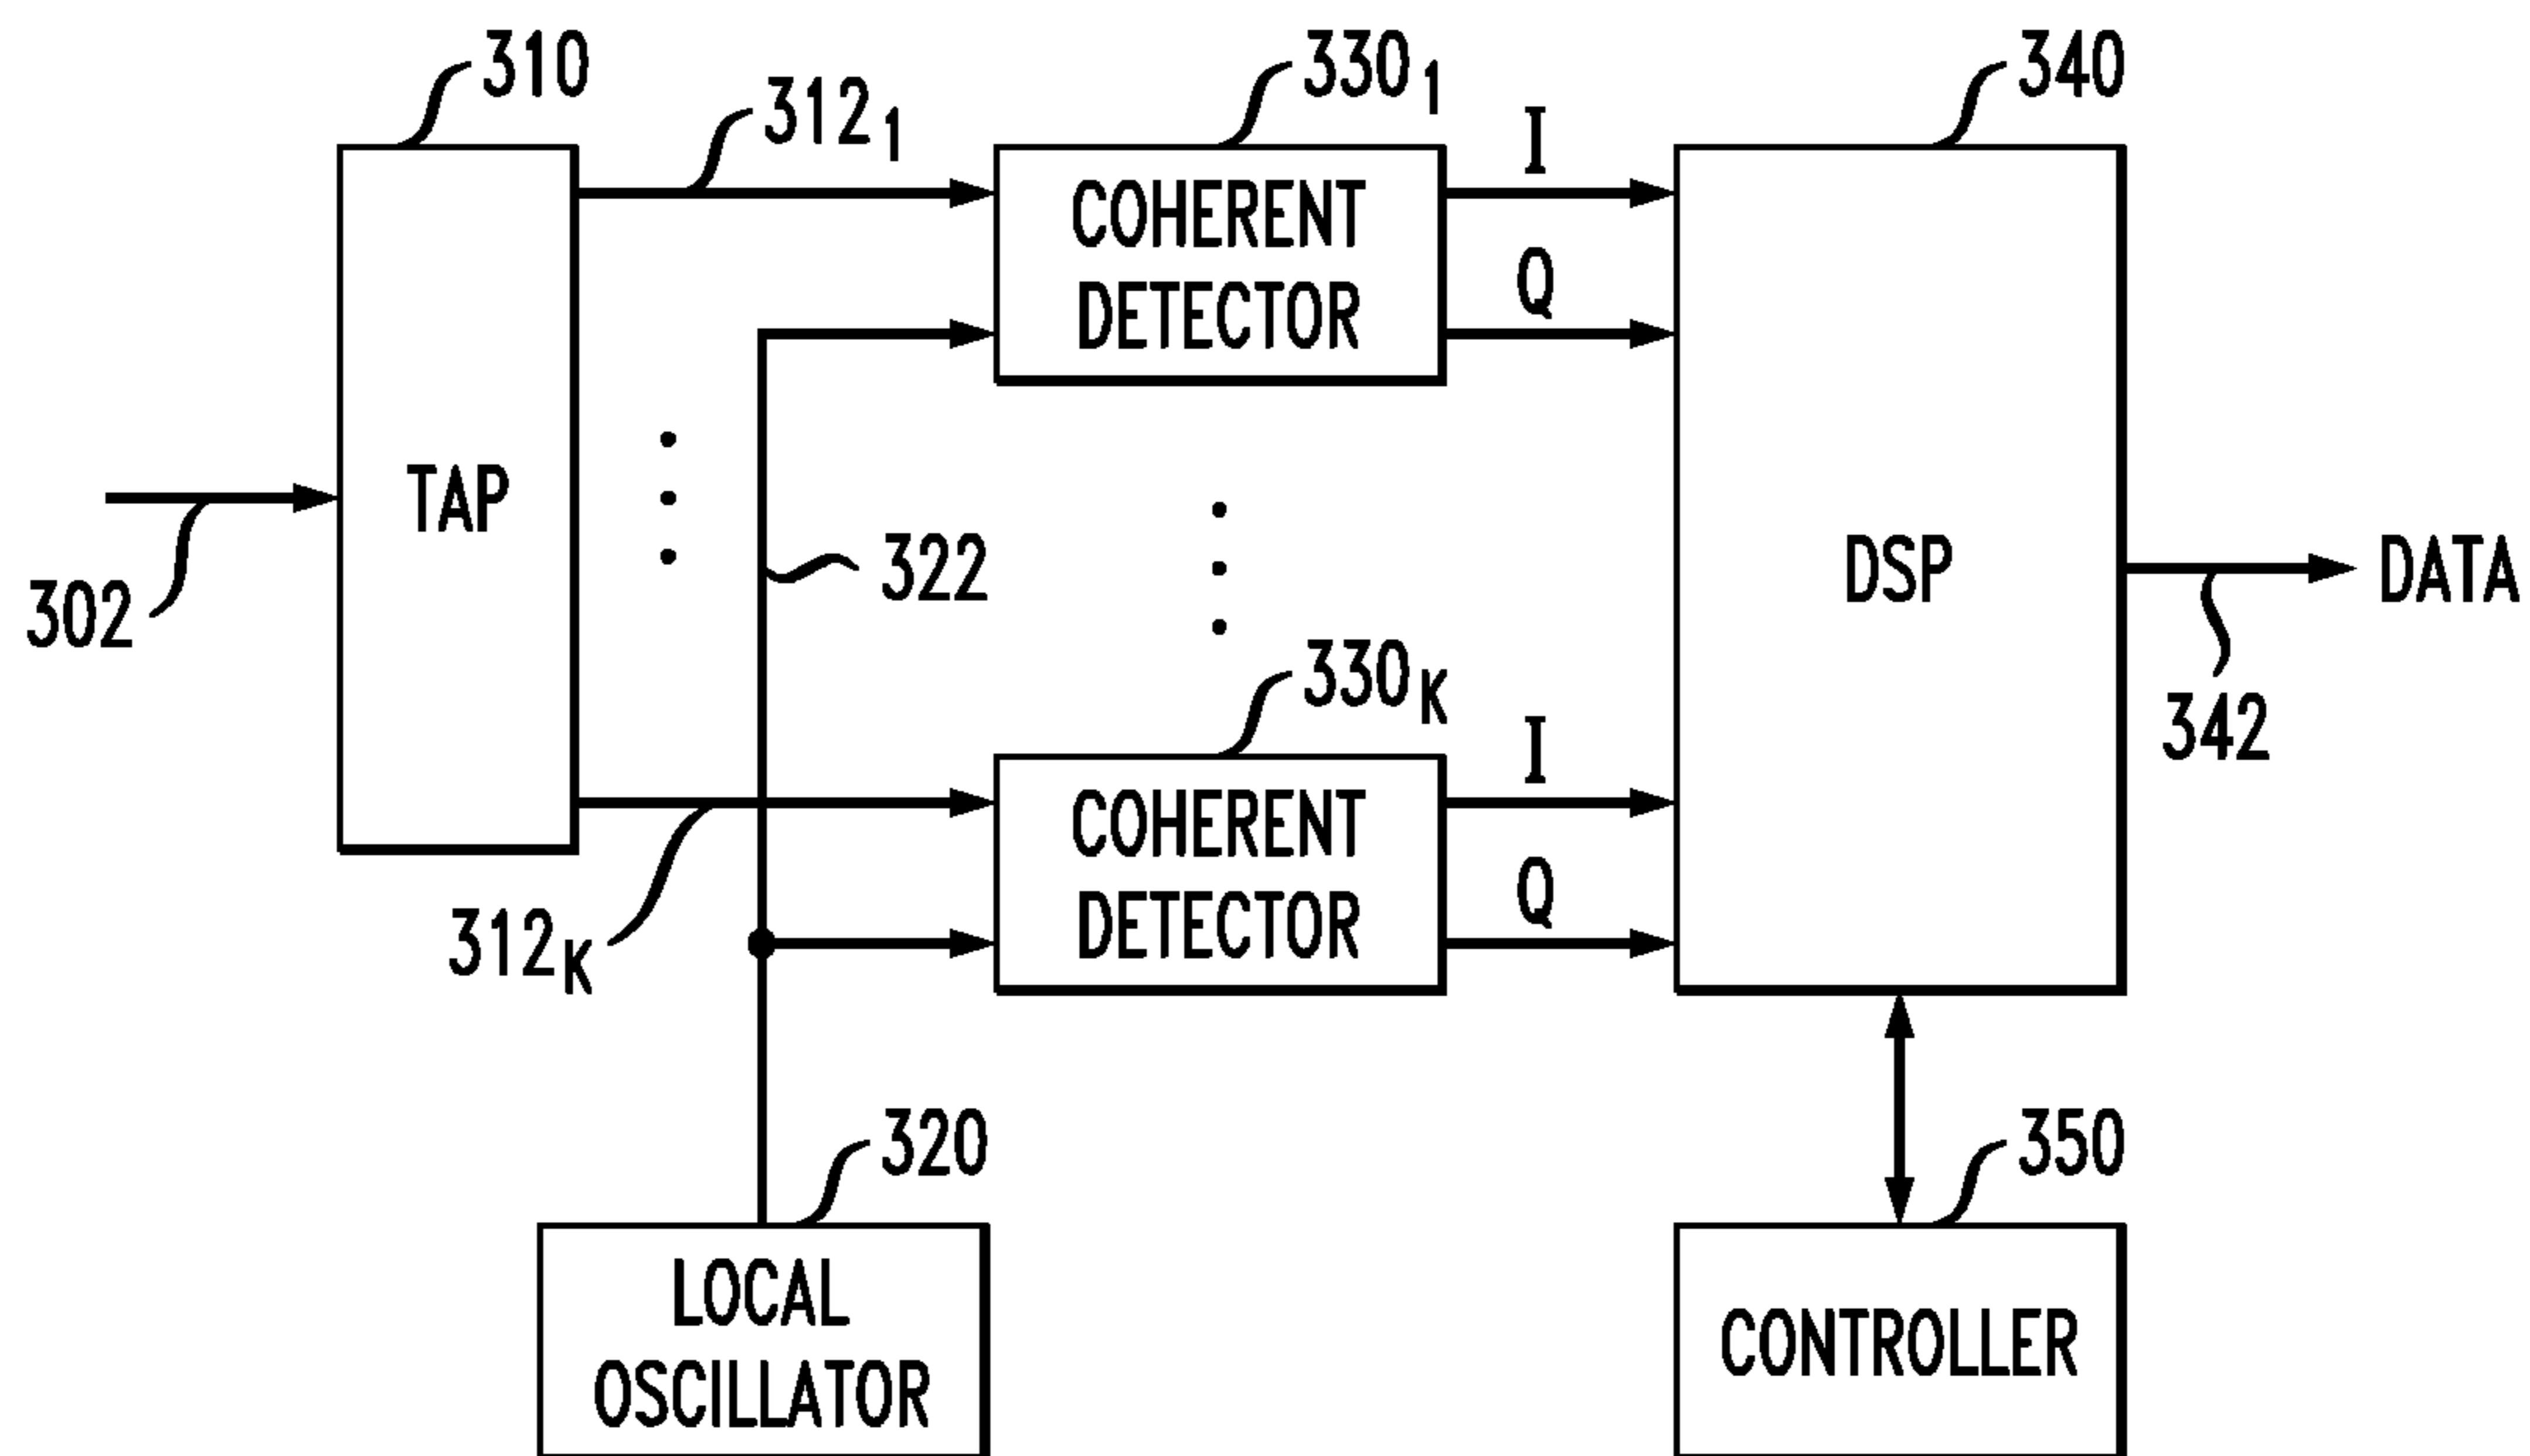 310
312₁
330₁
340
I
COHERENT
DETECTOR
Q
TAP
302
322
DSP
DATA
342
330ₖ
I
COHERENT
DETECTOR
Q
312ₖ
320
350
LOCAL
OSCILLATOR
CONTROLLER